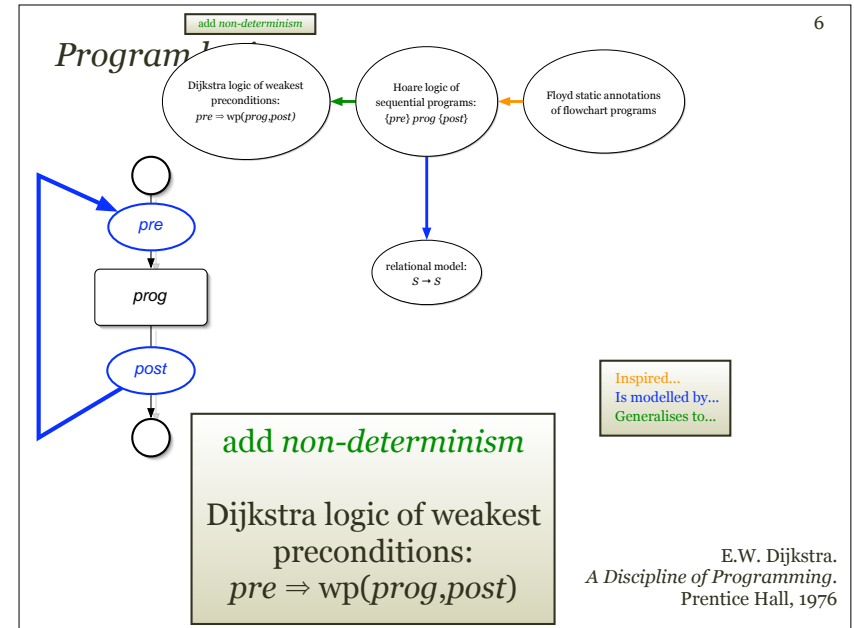 add non-determinism
6
Program
Dijkstra logic of weakest
preconditions:
pre ⇒ wp(prog,post)
Hoare logic of
sequential programs:
{pre} prog {post}
Floyd static annotations
of flowchart programs
pre
prog
post
relational model:
S → S
Inspired...
Is modelled by...
Generalises to...
add non-determinism
Dijkstra logic of weakest
preconditions:
pre ⇒ wp(prog,post)
E.W. Dijkstra.
A Discipline of Programming.
Prentice Hall, 1976